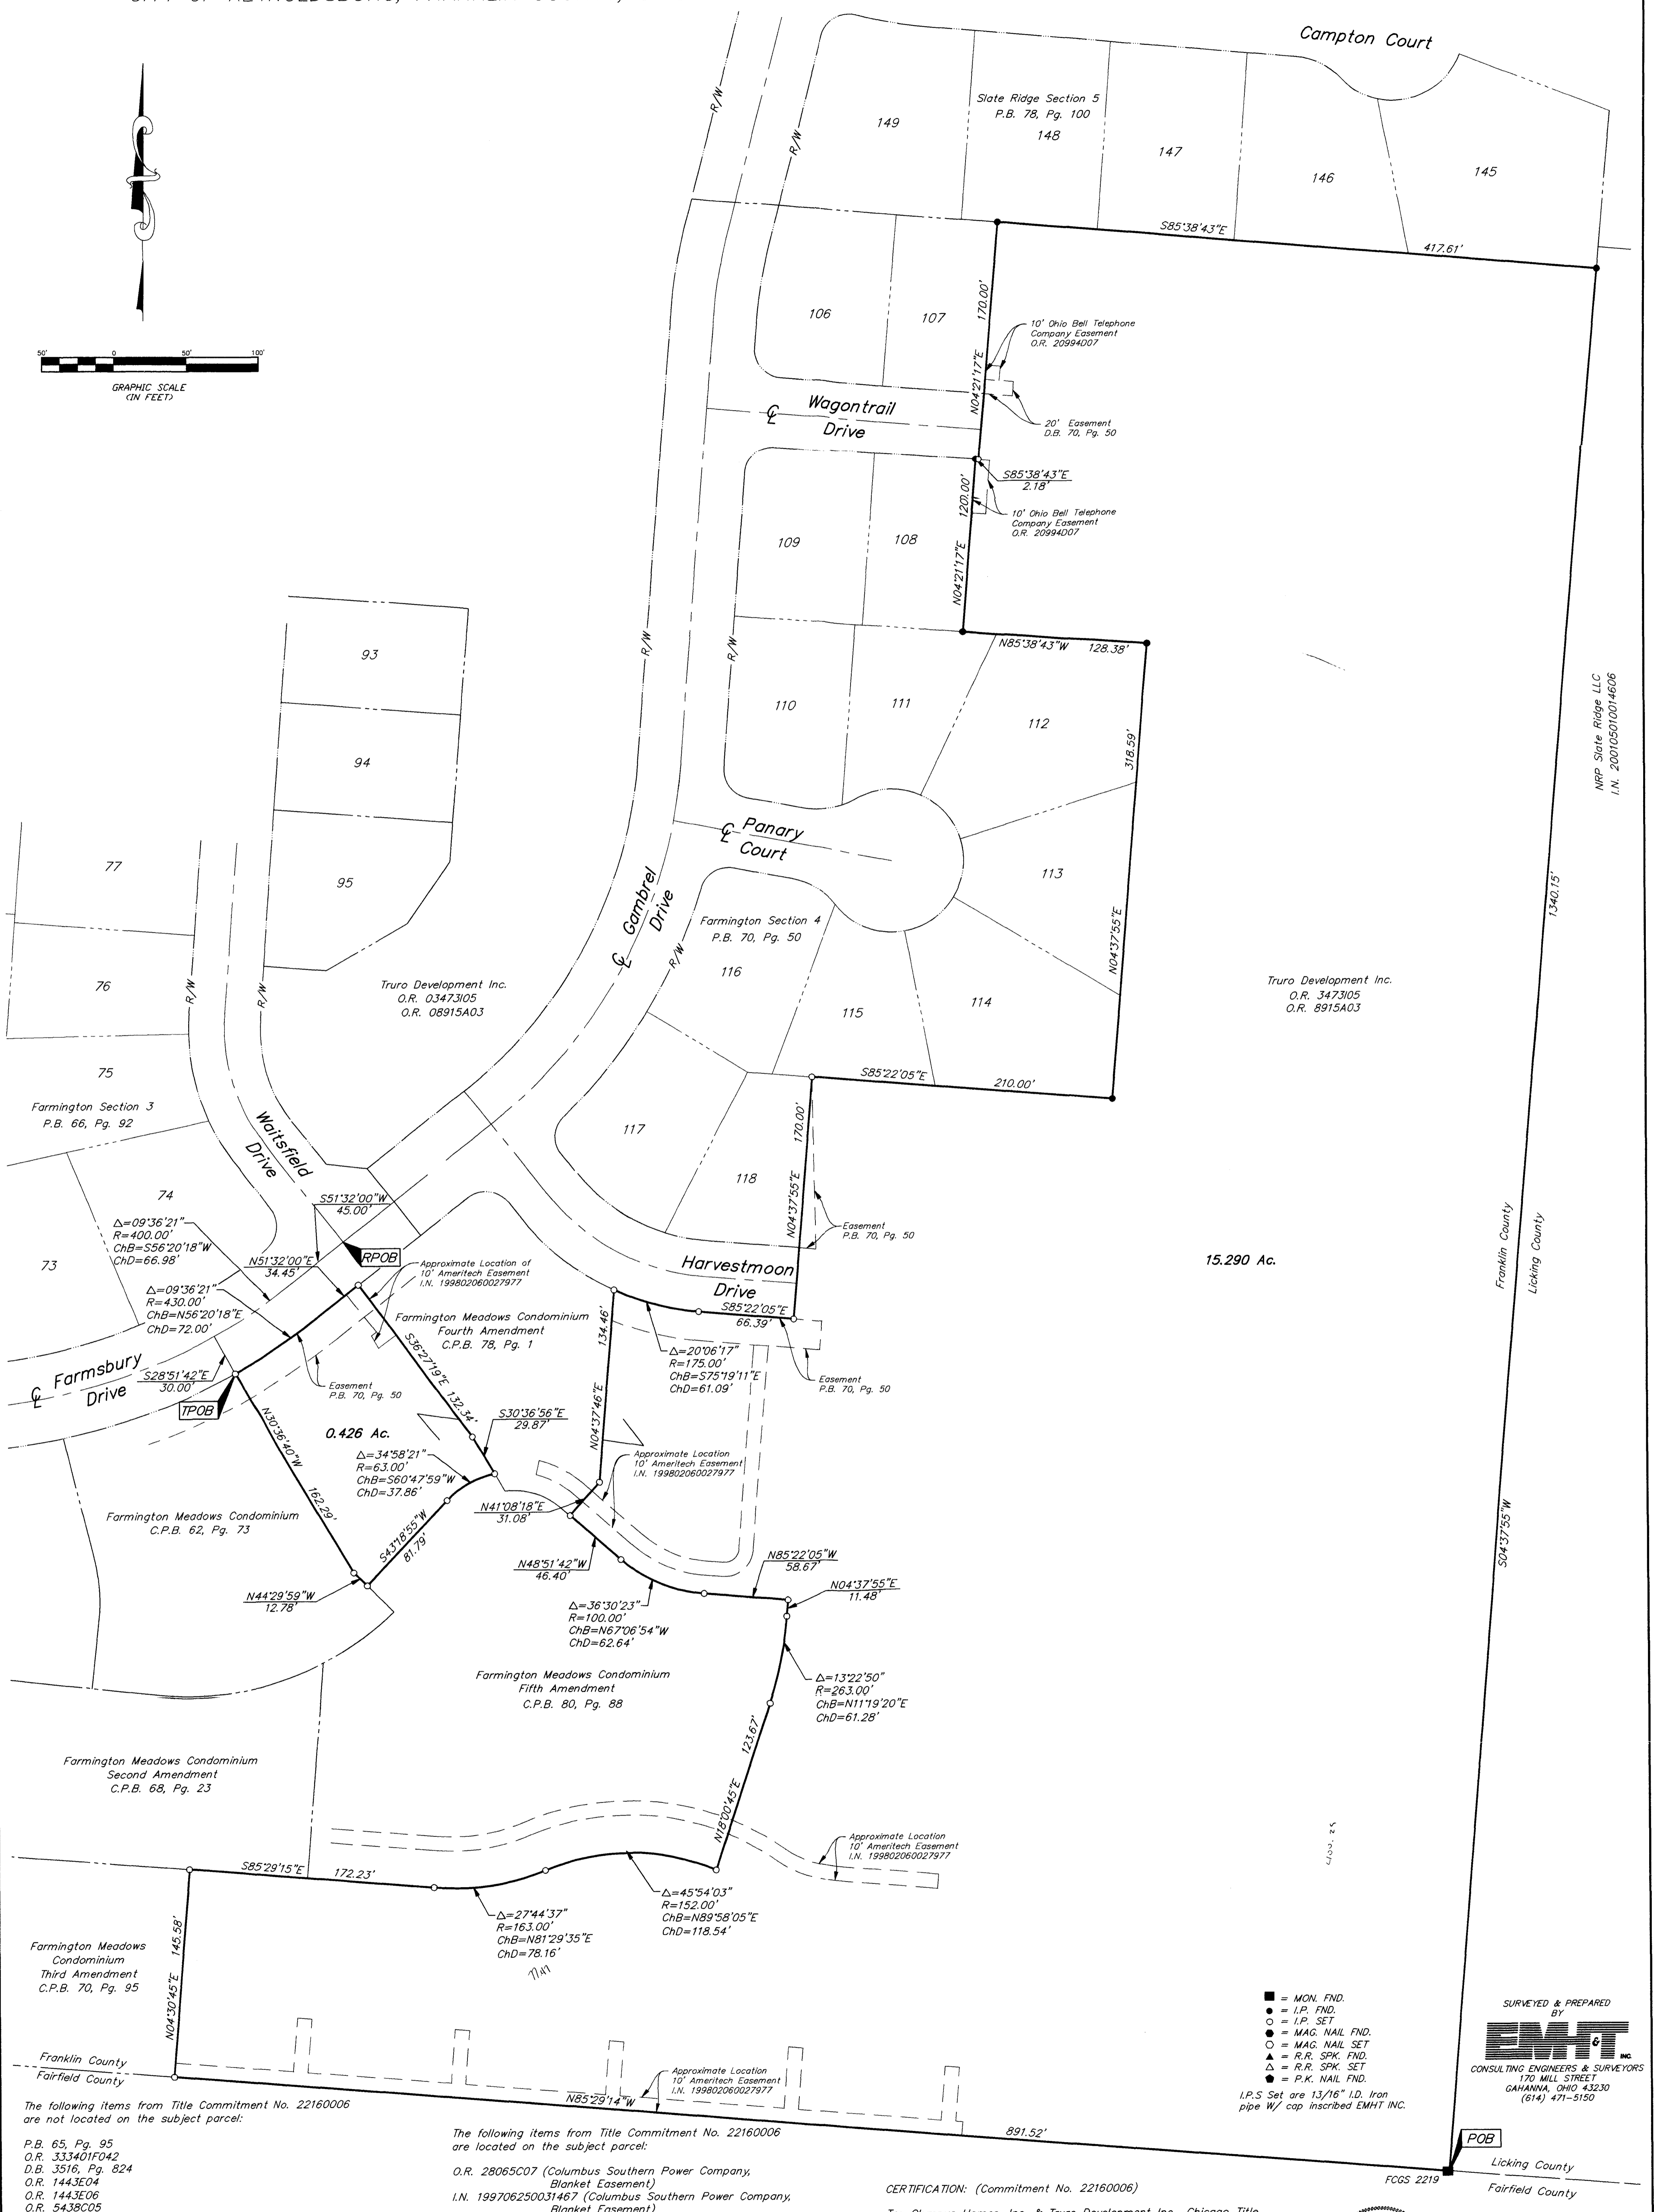 Campton Court
Slate Ridge Section 5
P.B. 78, Pg. 100
149
148
147
146
145
R/W
R/W
S85°38'43"E
417.61'
50'
0
50'
100'
GRAPHIC SCALE
(IN FEET)
106
107
170.00'
N04°21'17"E
10' Ohio Bell Telephone
Company Easement
O.R. 20994D07
Wagontrail
Drive
20' Easement
D.B. 70, Pg. 50
S85°38'43"E
2.18'
120.00'
N04°21'17"E
10' Ohio Bell Telephone
Company Easement
O.R. 20994D07
109
108
93
R/W
R/W
N85°38'43"W 128.38'
110
111
112
318.59'
NRP Slate Ridge LLC
I.N. 200105010014606
94
Panary
Court
77
95
113
1340.15'
Gambrel
Drive
Farmington Section 4
P.B. 70, Pg. 50
N04°37'55"E
76
R/W
R/W
R/W
116
Truro Development Inc.
O.R. 03473I05
O.R. 08915A03
115
114
Truro Development Inc.
O.R. 3473I05
O.R. 8915A03
75
S85°22'05"E
210.00'
Farmington Section 3
P.B. 66, Pg. 92
Waitsfield
Drive
117
170.00'
118
N04°37'55"E
74
S51°32'00"W
45.00'
Δ=09°36'21"
R=400.00'
ChB=S56°20'18"W
ChD=66.98'
Easement
P.B. 70, Pg. 50
Franklin County
Licking County
73
N51°32'00"E
34.45'
RPOB
Approximate Location of
10' Ameritech Easement
I.N. 199802060027977
Harvestmoon
Drive
15.290 Ac.
Δ=09°36'21"
R=430.00'
ChB=N56°20'18"E
ChD=72.00'
Farmington Meadows Condominium
Fourth Amendment
C.P.B. 78, Pg. 1
134.46'
S85°22'05"E
66.39'
Δ=20°06'17"
R=175.00'
ChB=S75°19'11"E
ChD=61.09'
Farmsbury
Drive
S28°51'42"E
30.00'
Easement
P.B. 70, Pg. 50
Easement
P.B. 70, Pg. 50
S36°27'19"E 132.34'
TPOB
N30°36'40"W
0.426 Ac.
S30°36'56"E
29.87'
N04°37'46"E
Δ=34°58'21"
R=63.00'
ChB=S60°47'59"W
ChD=37.86'
Approximate Location
10' Ameritech Easement
I.N. 199802060027977
162.29'
Farmington Meadows Condominium
C.P.B. 62, Pg. 73
N41°08'18"E
31.08'
S43°18'55"W
81.79'
S04°37'55"W
N48°51'42"W
46.40'
N85°22'05"W
58.67'
N44°29'59"W
12.78'
N04°37'55"E
11.48'
Δ=36°30'23"
R=100.00'
ChB=N67°06'54"W
ChD=62.64'
Farmington Meadows Condominium
Fifth Amendment
C.P.B. 80, Pg. 88
Δ=13°22'50"
R=263.00'
ChB=N11°19'20"E
ChD=61.28'
123.67'
N18°00'45"E
Farmington Meadows Condominium
Second Amendment
C.P.B. 68, Pg. 23
Approximate Location
10' Ameritech Easement
I.N. 199802060027977
S85°29'15"E
172.23'
Δ=45°54'03"
R=152.00'
ChB=N89°58'05"E
ChD=118.54'
Δ=27°44'37"
R=163.00'
ChB=N81°29'35"E
ChD=78.16'
Farmington Meadows
Condominium
Third Amendment
C.P.B. 70, Pg. 95
N04°30'45"E 145.58'
= MON. FND.
= I.P. FND.
= I.P. SET
= MAG. NAIL FND.
= MAG. NAIL SET
= R.R. SPK. FND.
= R.R. SPK. SET
= P.K. NAIL FND.
I.P.S Set are 13/16" I.D. Iron
pipe W/ cap inscribed EMHT INC.
SURVEYED & PREPARED
BY
EMH&T INC.
CONSULTING ENGINEERS & SURVEYORS
170 MILL STREET
GAHANNA, OHIO 43230
(614) 471-5150
Franklin County
Fairfield County
Approximate Location
10' Ameritech Easement
I.N. 199802060027977
N85°29'14"W
891.52'
POB
FCGS 2219
Licking County
Fairfield County
The following items from Title Commitment No. 22160006
are not located on the subject parcel:
P.B. 65, Pg. 95
O.R. 333401F042
D.B. 3516, Pg. 824
O.R. 1443E04
O.R. 1443E06
O.R. 5438C05
The following items from Title Commitment No. 22160006
are located on the subject parcel:
O.R. 28065C07 (Columbus Southern Power Company,
Blanket Easement)
I.N. 199706250031467 (Columbus Southern Power Company,
Blanket Easement)
CERTIFICATION: (Commitment No. 22160006)